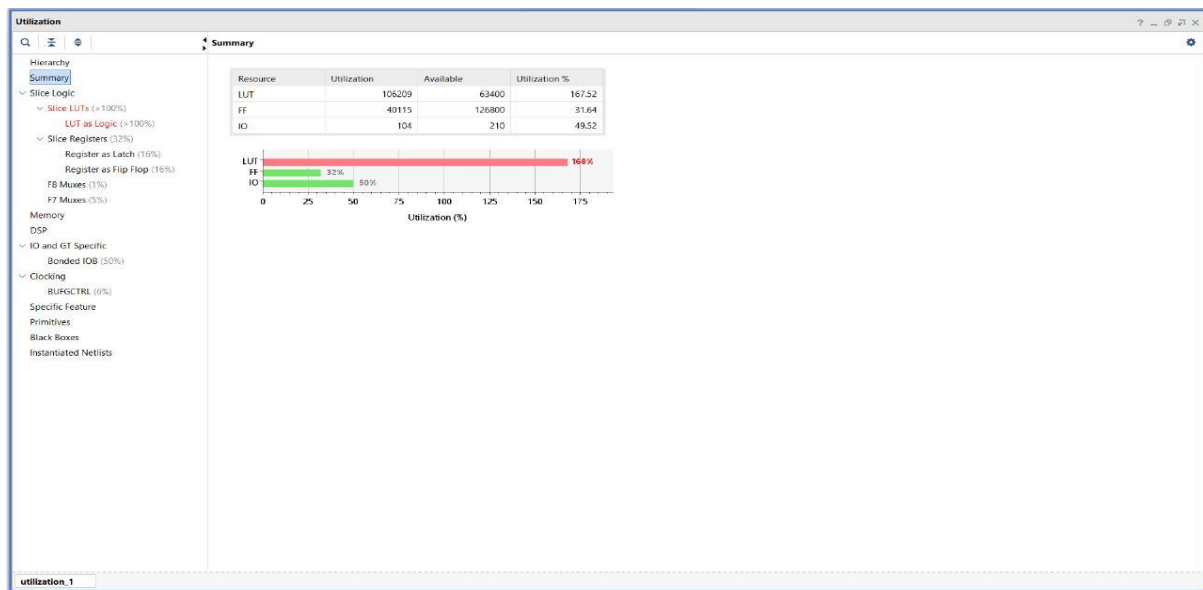 Utilization
Summary
Hierarchy
Summary
Slice Logic
Slice LUTs (>100%)
LUT as Logic (>100%)
Slice Registers (32%)
Register as Latch (16%)
Register as Flip Flop (16%)
F8 Muxes (1%)
F7 Muxes (5%)
Memory
DSP
IO and GT Specific
Bonded IOB (50%)
Clocking
BUFGCTRL (6%)
Specific Feature
Primitives
Black Boxes
Instantiated Netlists
Resource Utilization Available Utilization %
LUT 106209 63400 167.52
FF 40115 126800 31.64
IO 104 210 49.52
LUT 168%
FF 32%
IO 50%
0 25 50 75 100 125 150 175
Utilization (%)
utilization_1